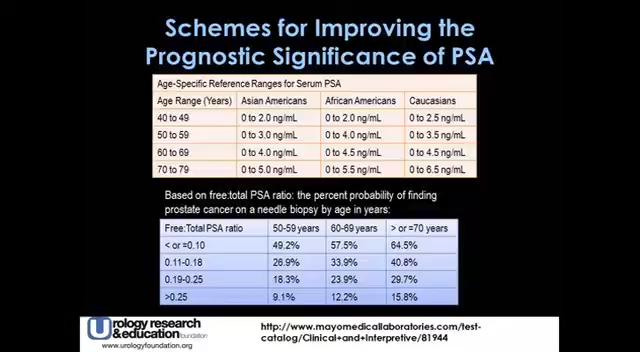 Schemes for Improving the
Prognostic Significance of PSA
Age-Specific Reference Ranges for Serum PSA
Age Range (Years) Asian Americans African Americans Caucasians
40 to 49 0 to 2.0 ng/mL 0 to 2.0 ng/mL 0 to 2.5 ng/mL
50 to 59 0 to 3.0 ng/mL 0 to 4.0 ng/mL 0 to 3.5 ng/mL
60 to 69 0 to 4.0 ng/mL 0 to 4.5 ng/mL 0 to 4.5 ng/mL
70 to 79 0 to 5.0 ng/mL 0 to 5.5 ng/mL 0 to 6.5 ng/mL
Based on free:total PSA ratio: the percent probability of finding
prostate cancer on a needle biopsy by age in years:
Free:Total PSA ratio 50-59 years 60-69 years > or =70 years
< or =0.10 49.2% 57.5% 64.5%
0.11-0.18 26.9% 33.9% 40.8%
0.19-0.25 18.3% 23.9% 29.7%
>0.25 9.1% 12.2% 15.8%
Urology research
&education foundation
www.urologyfoundation.org
http://www.mayomedicallaboratories.com/test-
catalog/Clinical+and+Interpretive/81944